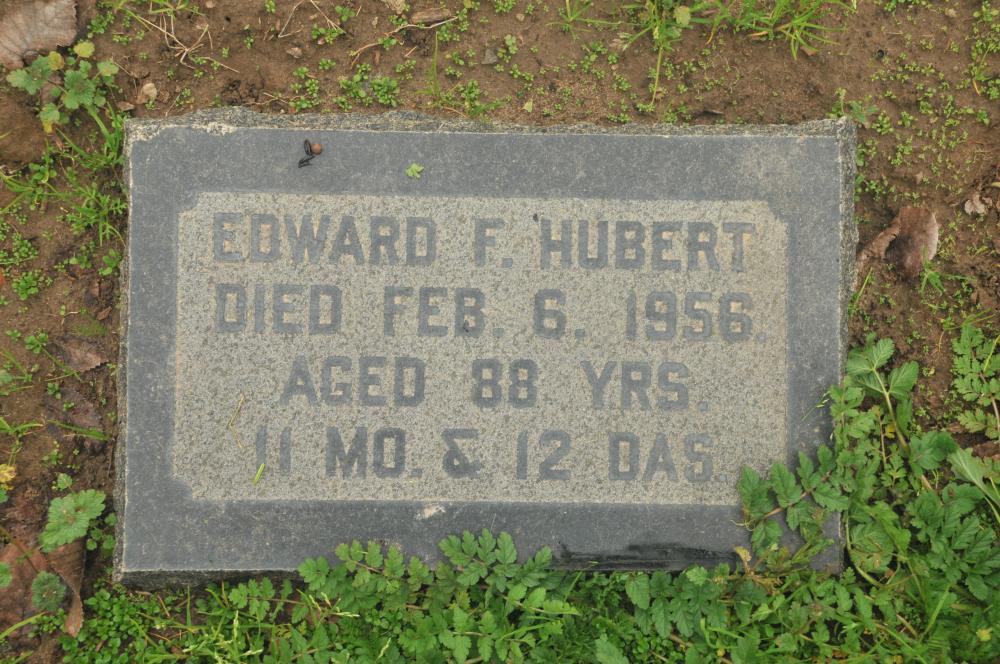 EDWARD F. HUBERT
DIED FEB. 6. 1956.
AGED 88 YRS.
11 MO. & 12 DAS.